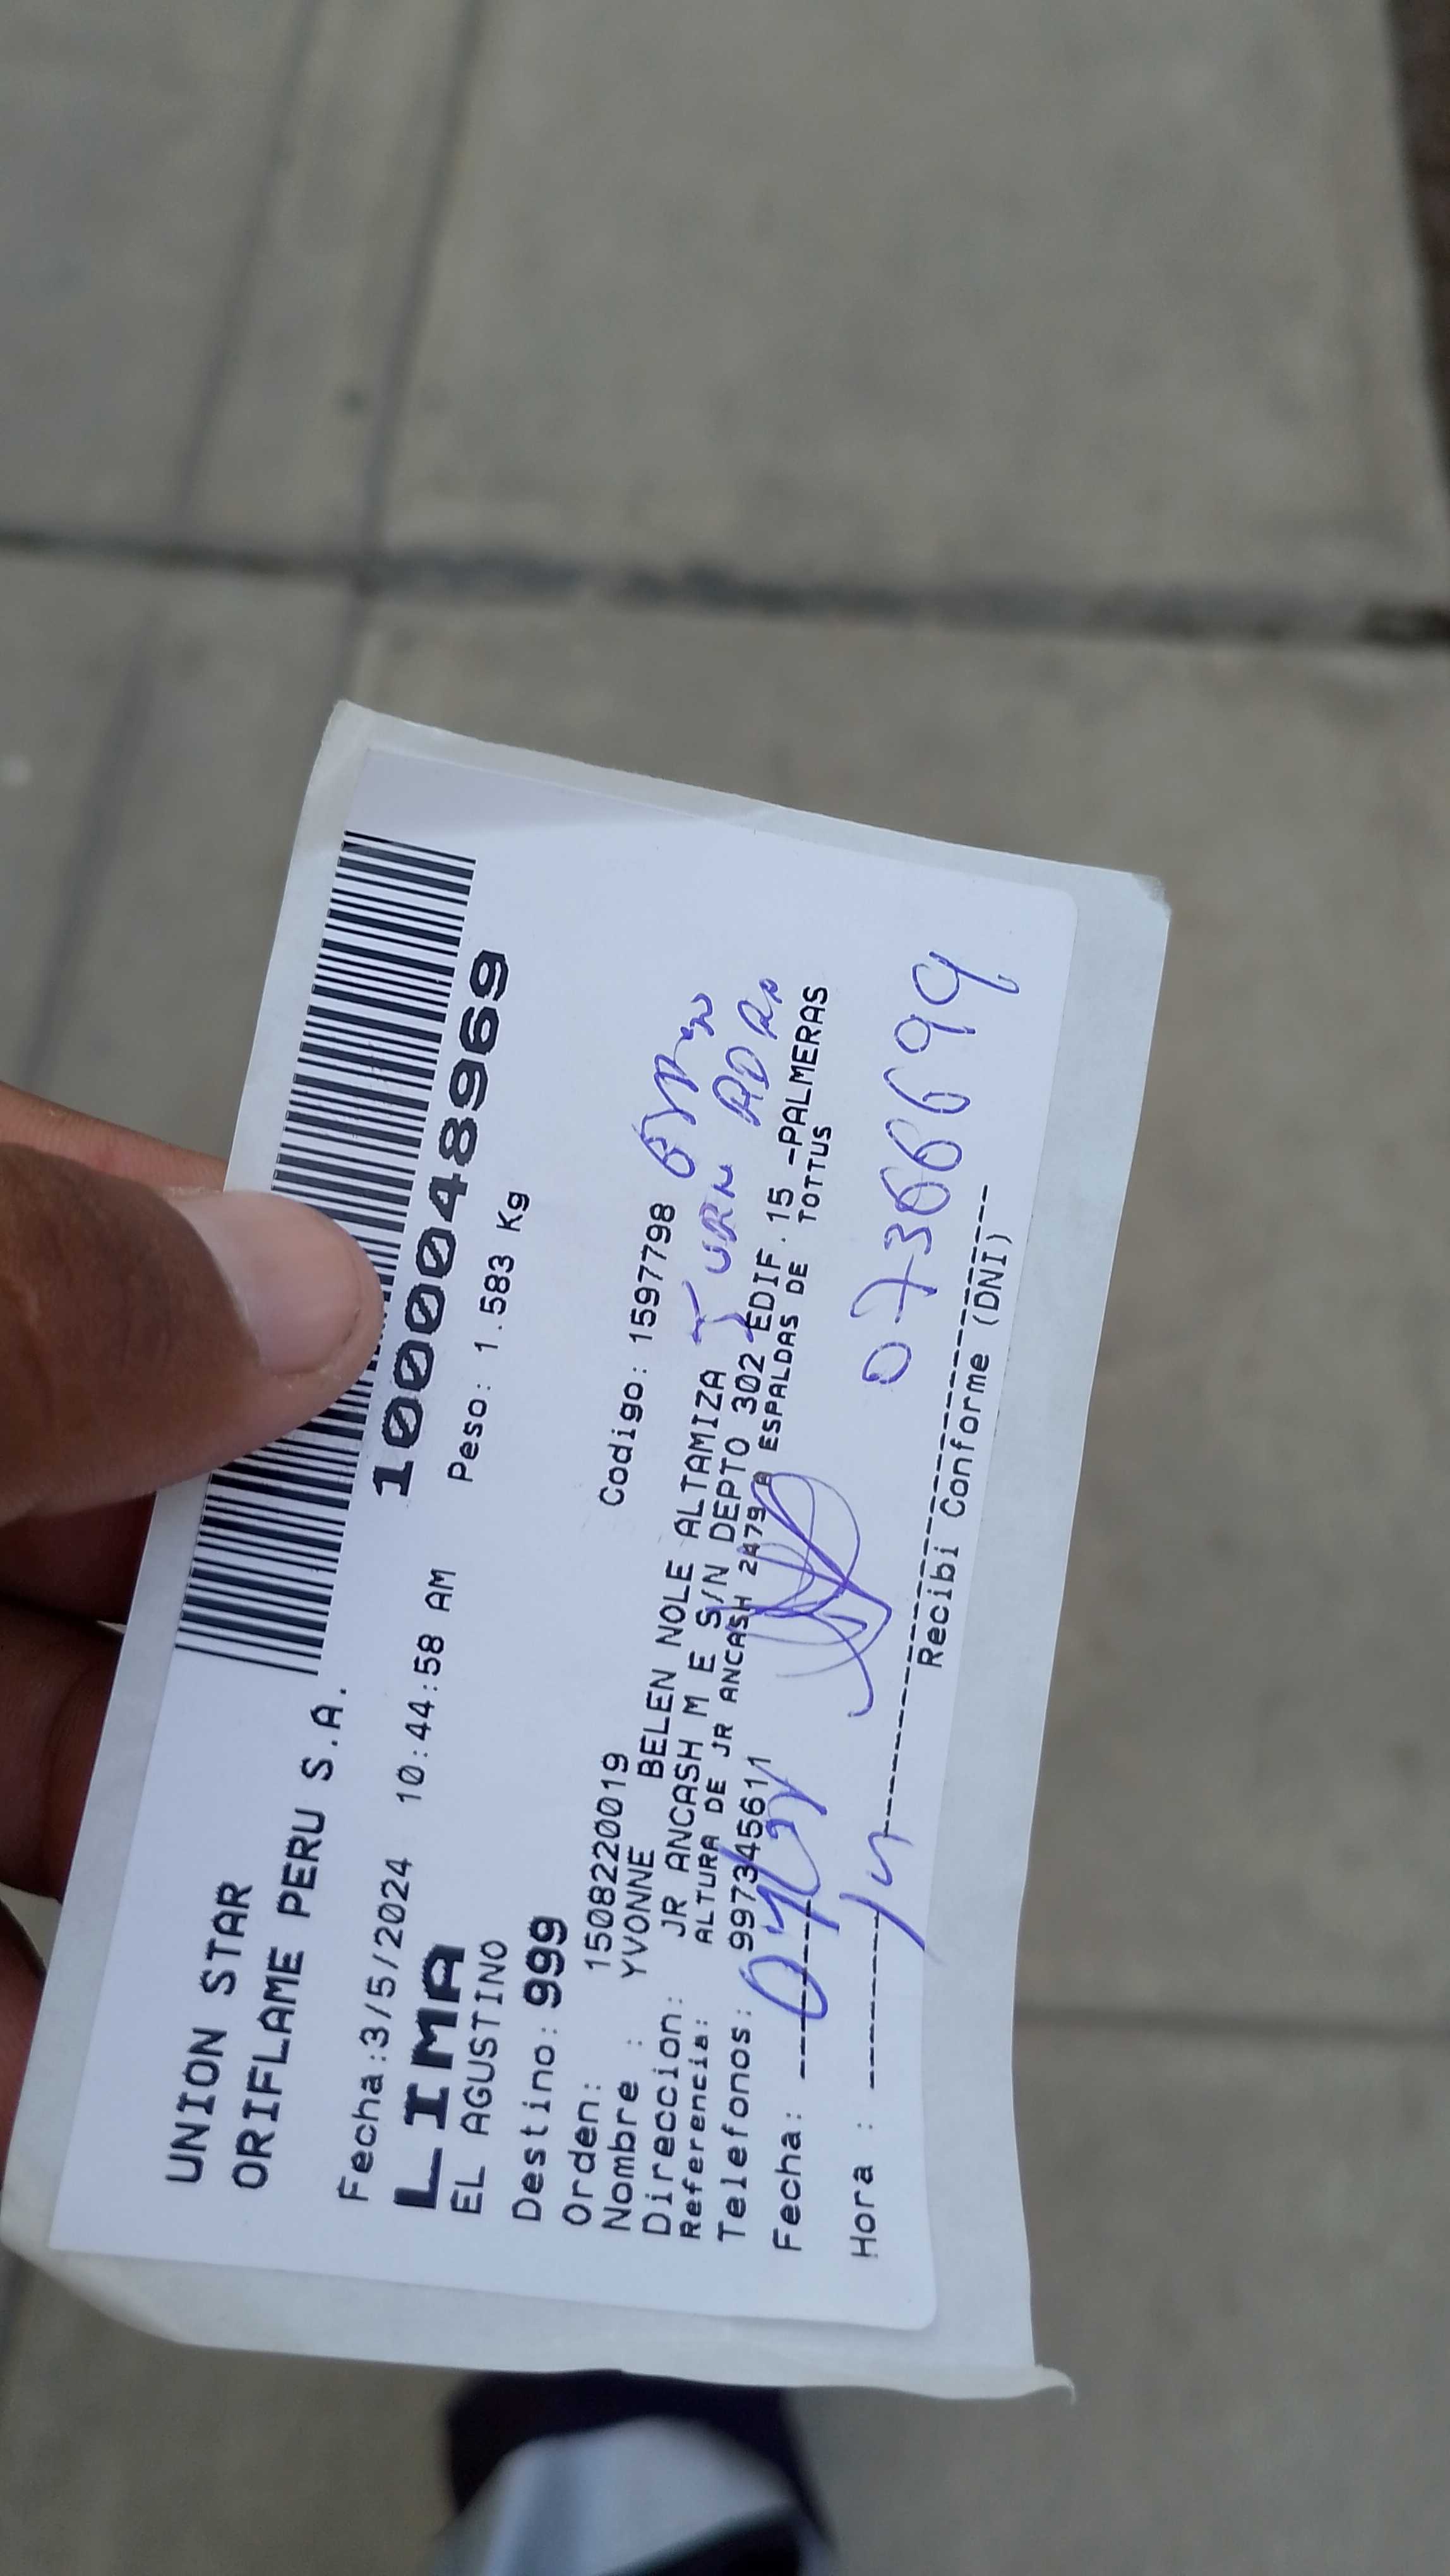 UNION STAR
ORIFLAME PERU S.A.
10000048969
Fecha:3/5/2024 10:44:58 AM Peso: 1.583 Kg
LIMA
EL AGUSTINO
Destino: 999
Orden: 1508220019 Codigo: 1597798
Nombre : YVONNE BELEN NOLE ALTAMIZA
Direccion: JR ANCASH M E S/N DEPTO 302 EDIF.15 -PALMERAS
Referencia: ALTURA DE JR ANCASH 2479 A ESPALDAS DE TOTTUS
Telefonos: 997345611
Fecha:
07366699
Hora :
Recibi Conforme (DNI)